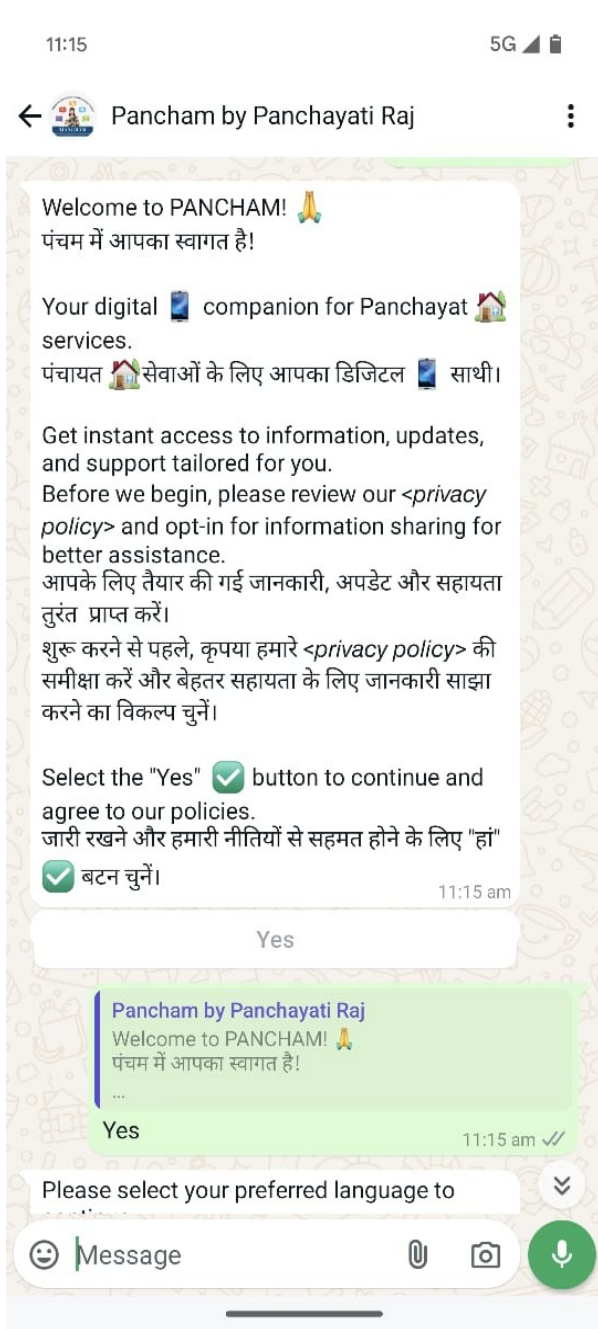 11:15
5G
Pancham by Panchayati Raj
Welcome to PANCHAM! 🙏
पंचम में आपका स्वागत है!
Your digital 📱 companion for Panchayat 🏡
services.
पंचायत 🏡सेवाओं के लिए आपका डिजिटल 📱 साथी।
Get instant access to information, updates,
and support tailored for you.
Before we begin, please review our <privacy
policy> and opt-in for information sharing for
better assistance.
आपके लिए तैयार की गई जानकारी, अपडेट और सहायता
तुरंत प्राप्त करें।
शुरू करने से पहले, कृपया हमारे <privacy policy> की
समीक्षा करें और बेहतर सहायता के लिए जानकारी साझा
करने का विकल्प चुनें।
Select the "Yes" ✅ button to continue and
agree to our policies.
जारी रखने और हमारी नीतियों से सहमत होने के लिए "हां"
✅ बटन चुनें।
11:15 am
Yes
Pancham by Panchayati Raj
Welcome to PANCHAM! 🙏
पंचम में आपका स्वागत है!
...
Yes
11:15 am
Please select your preferred language to
Message